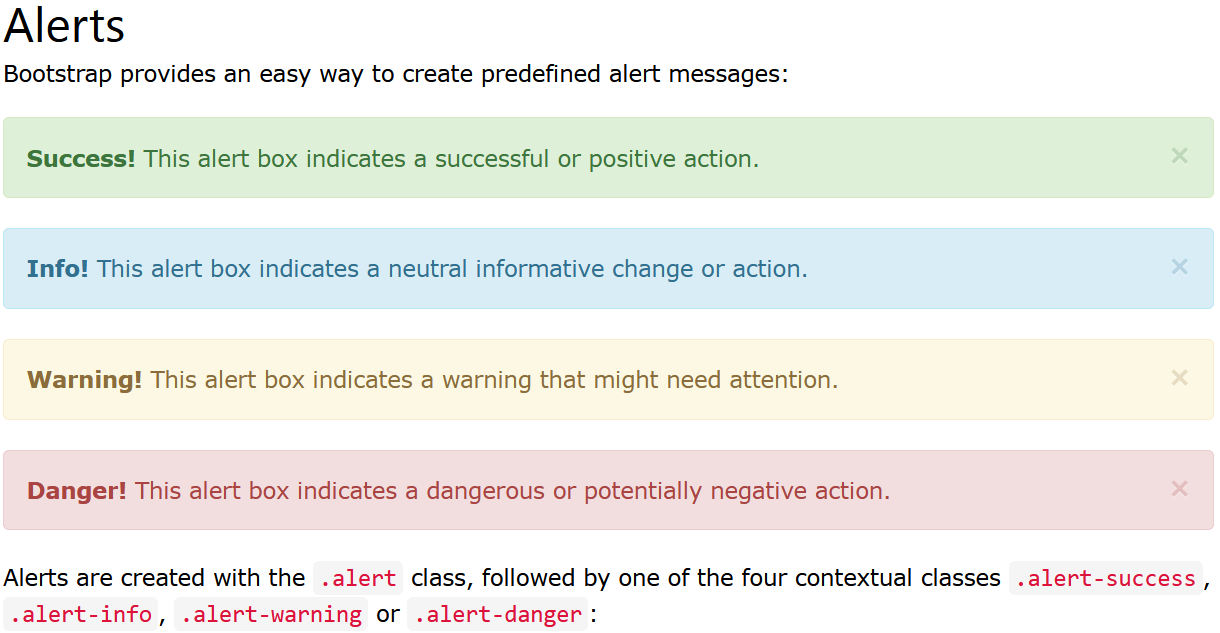 Alerts
Bootstrap provides an easy way to create predefined alert messages:
Success! This alert box indicates a successful or positive action. ×
Info! This alert box indicates a neutral informative change or action. ×
Warning! This alert box indicates a warning that might need attention. ×
Danger! This alert box indicates a dangerous or potentially negative action. ×
Alerts are created with the .alert class, followed by one of the four contextual classes .alert-success,
.alert-info, .alert-warning or .alert-danger: